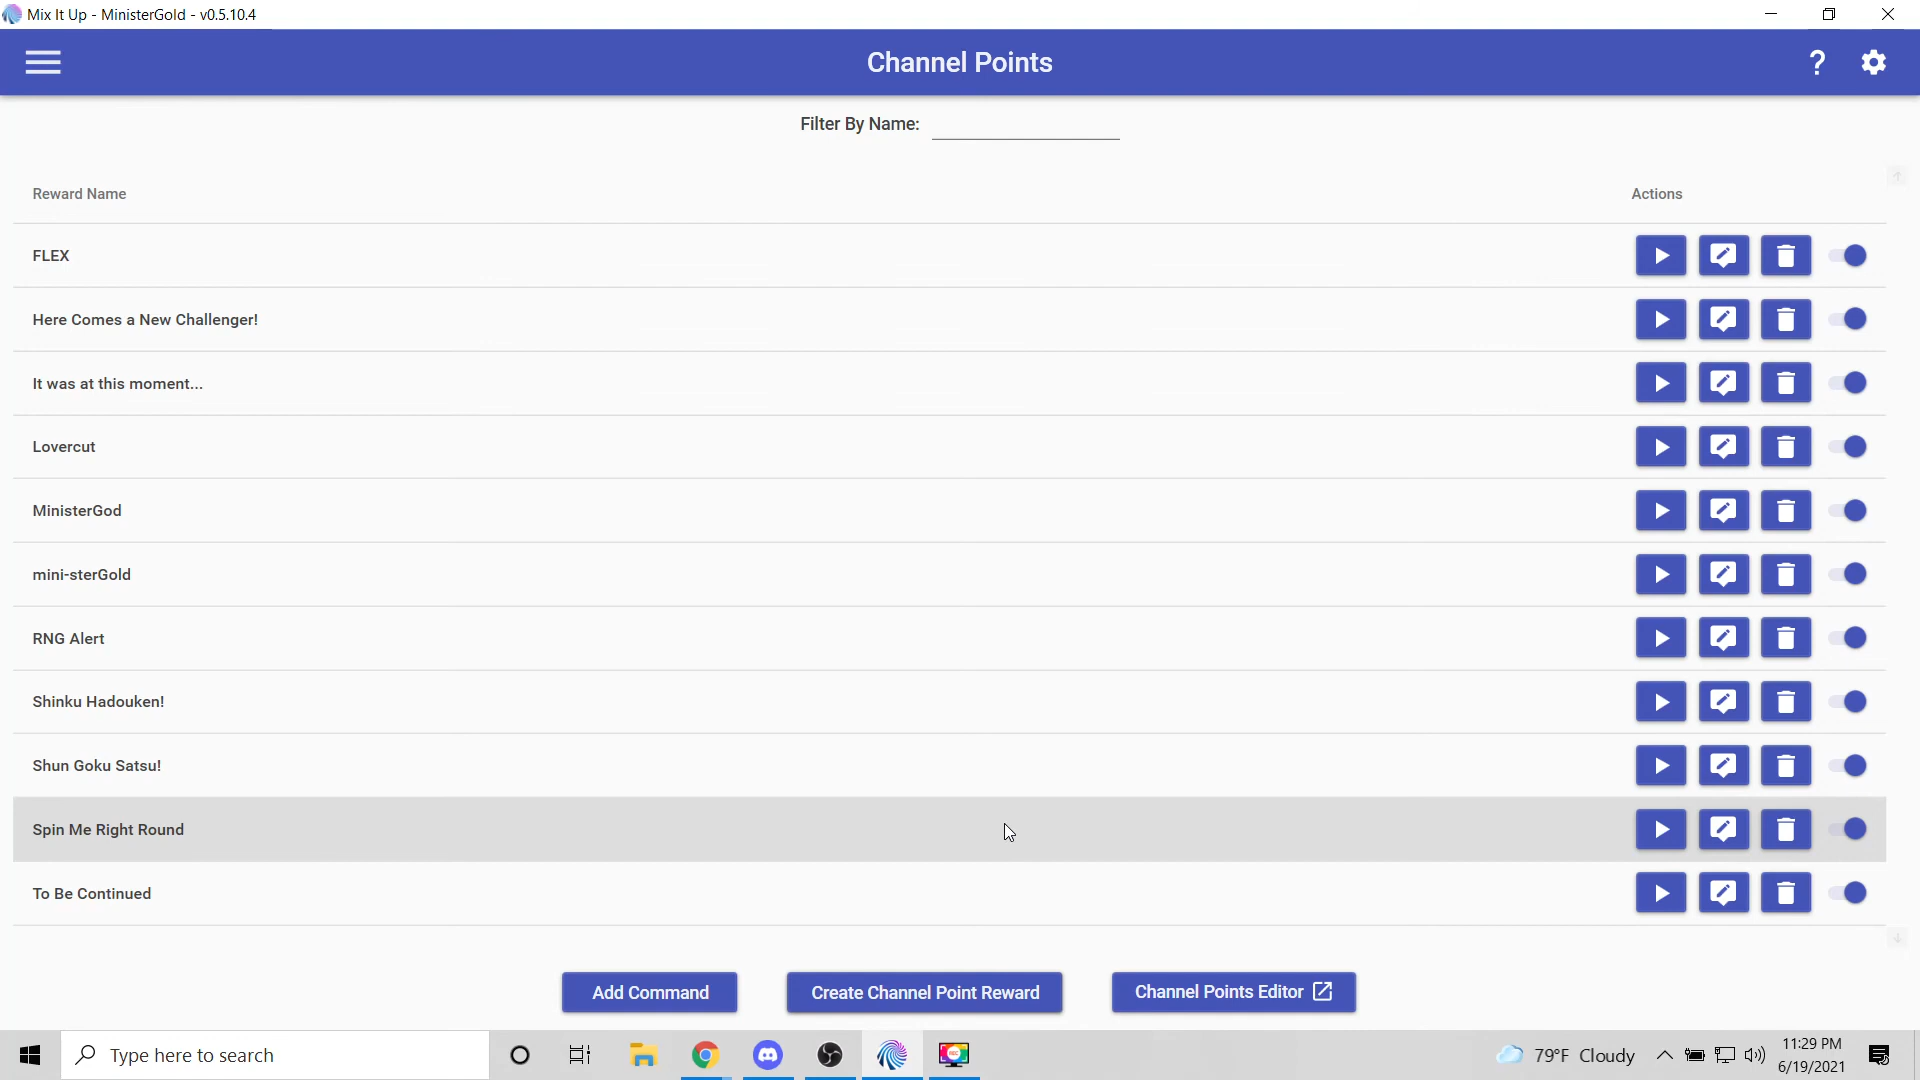 Mix It Up - MinisterGold - v0.5.10.4
Channel Points
?
Filter By Name:
Reward Name Actions
FLEX
Here Comes a New Challenger!
It was at this moment...
Lovercut
MinisterGod
mini-sterGold
RNG Alert
Shinku Hadouken!
Shun Goku Satsu!
Spin Me Right Round
To Be Continued
Add Command Create Channel Point Reward Channel Points Editor
Type here to search
79°F Cloudy
11:29 PM
6/19/2021